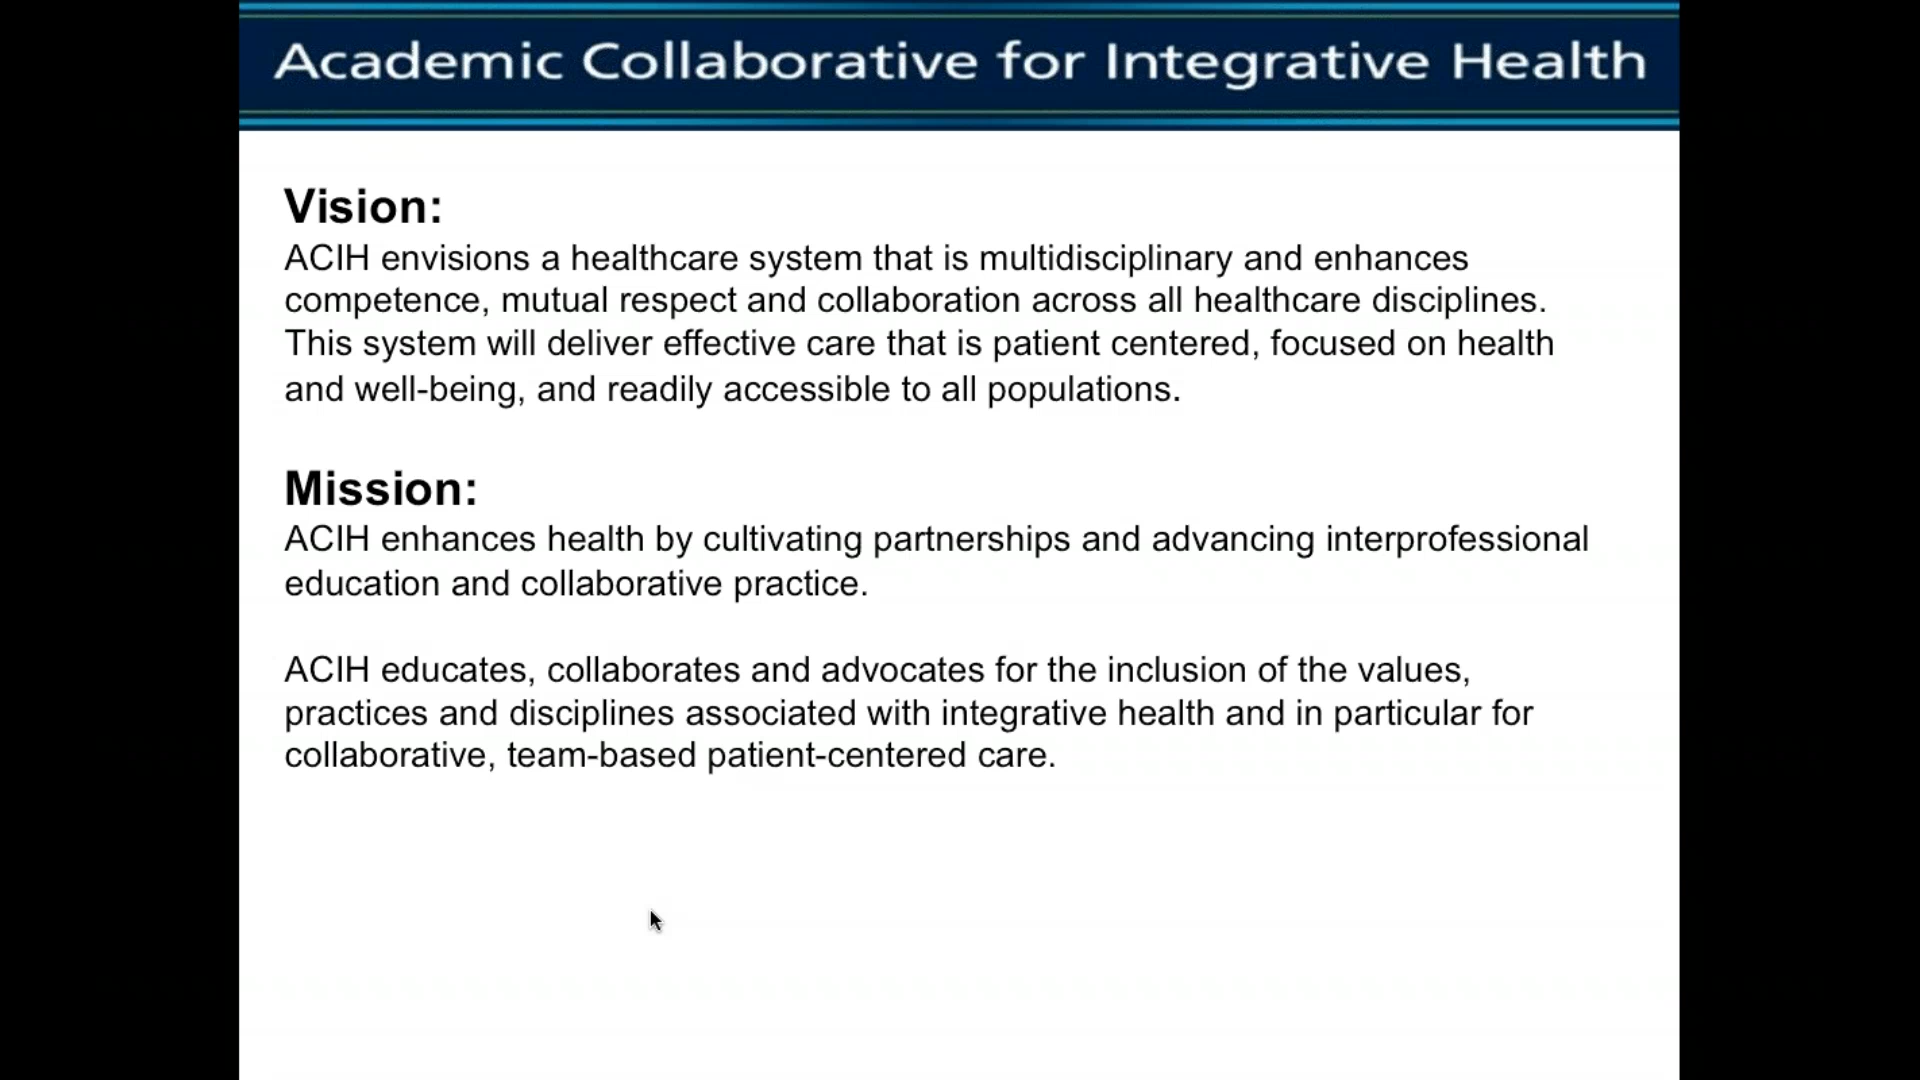 Academic Collaborative for Integrative Health
Vision:
ACIH envisions a healthcare system that is multidisciplinary and enhances
competence, mutual respect and collaboration across all healthcare disciplines.
This system will deliver effective care that is patient centered, focused on health
and well-being, and readily accessible to all populations.
Mission:
ACIH enhances health by cultivating partnerships and advancing interprofessional
education and collaborative practice.
ACIH educates, collaborates and advocates for the inclusion of the values,
practices and disciplines associated with integrative health and in particular for
collaborative, team-based patient-centered care.